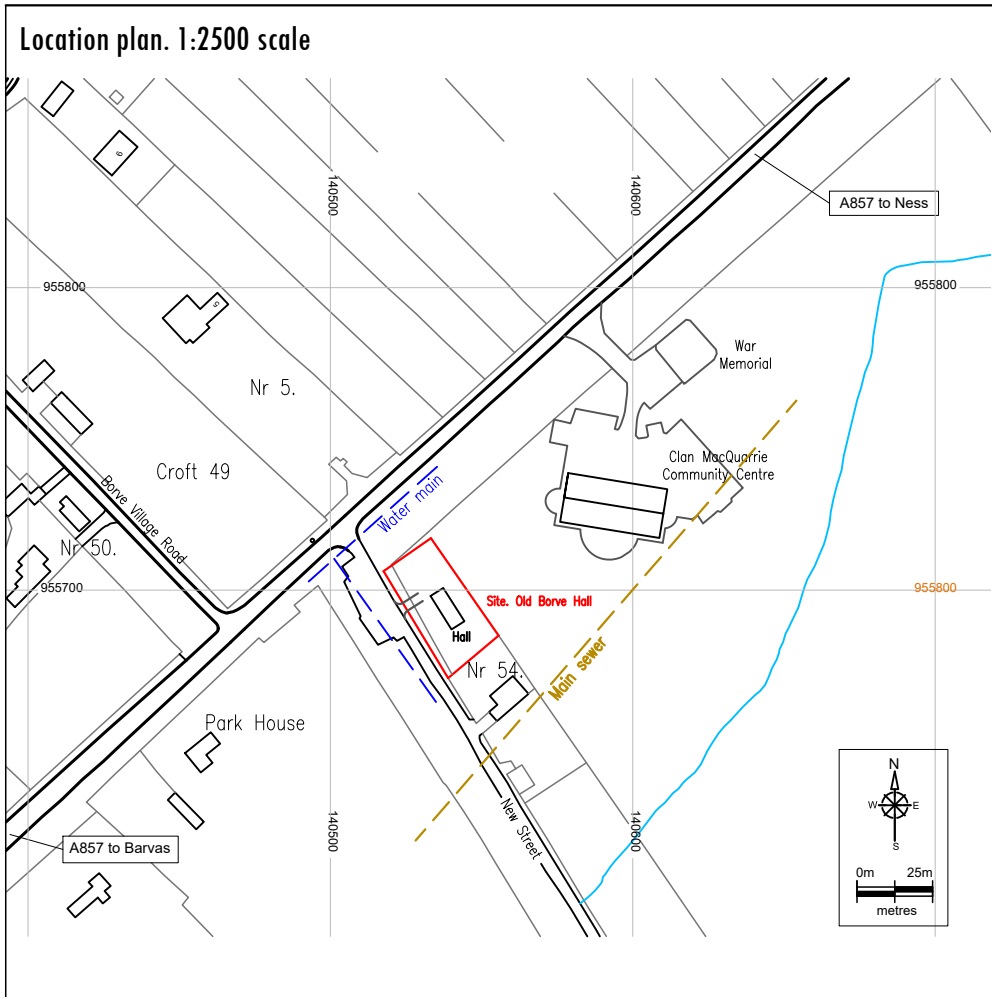 Location plan. 1:2500 scale
6
140500
140600
A857 to Ness
955800
955800
5
War
Memorial
Nr 5.
Croft 49
Clan MacQuarrie
Community Centre
Borve Village Road
Water main
Nr 50.
955700
955800
Site. Old Borve Hall
Hall
Nr 54.
Main sewer
Park House
New Street
140500
140600
A857 to Barvas
N
W
E
S
0m 25m
metres